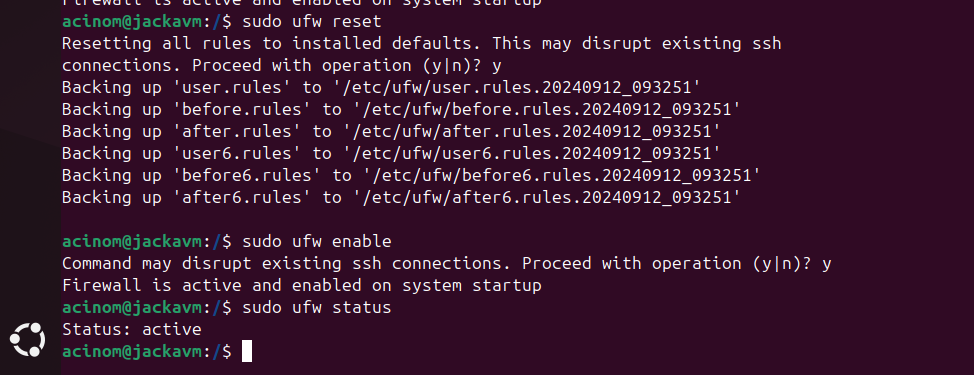 Firewall is active and enabled on system startup
acinom@jackavm:/$ sudo ufw reset
Resetting all rules to installed defaults. This may disrupt existing ssh
connections. Proceed with operation (y|n)? y
Backing up 'user.rules' to '/etc/ufw/user.rules.20240912_093251'
Backing up 'before.rules' to '/etc/ufw/before.rules.20240912_093251'
Backing up 'after.rules' to '/etc/ufw/after.rules.20240912_093251'
Backing up 'user6.rules' to '/etc/ufw/user6.rules.20240912_093251'
Backing up 'before6.rules' to '/etc/ufw/before6.rules.20240912_093251'
Backing up 'after6.rules' to '/etc/ufw/after6.rules.20240912_093251'
acinom@jackavm:/$ sudo ufw enable
Command may disrupt existing ssh connections. Proceed with operation (y|n)? y
Firewall is active and enabled on system startup
acinom@jackavm:/$ sudo ufw status
Status: active
acinom@jackavm:/$